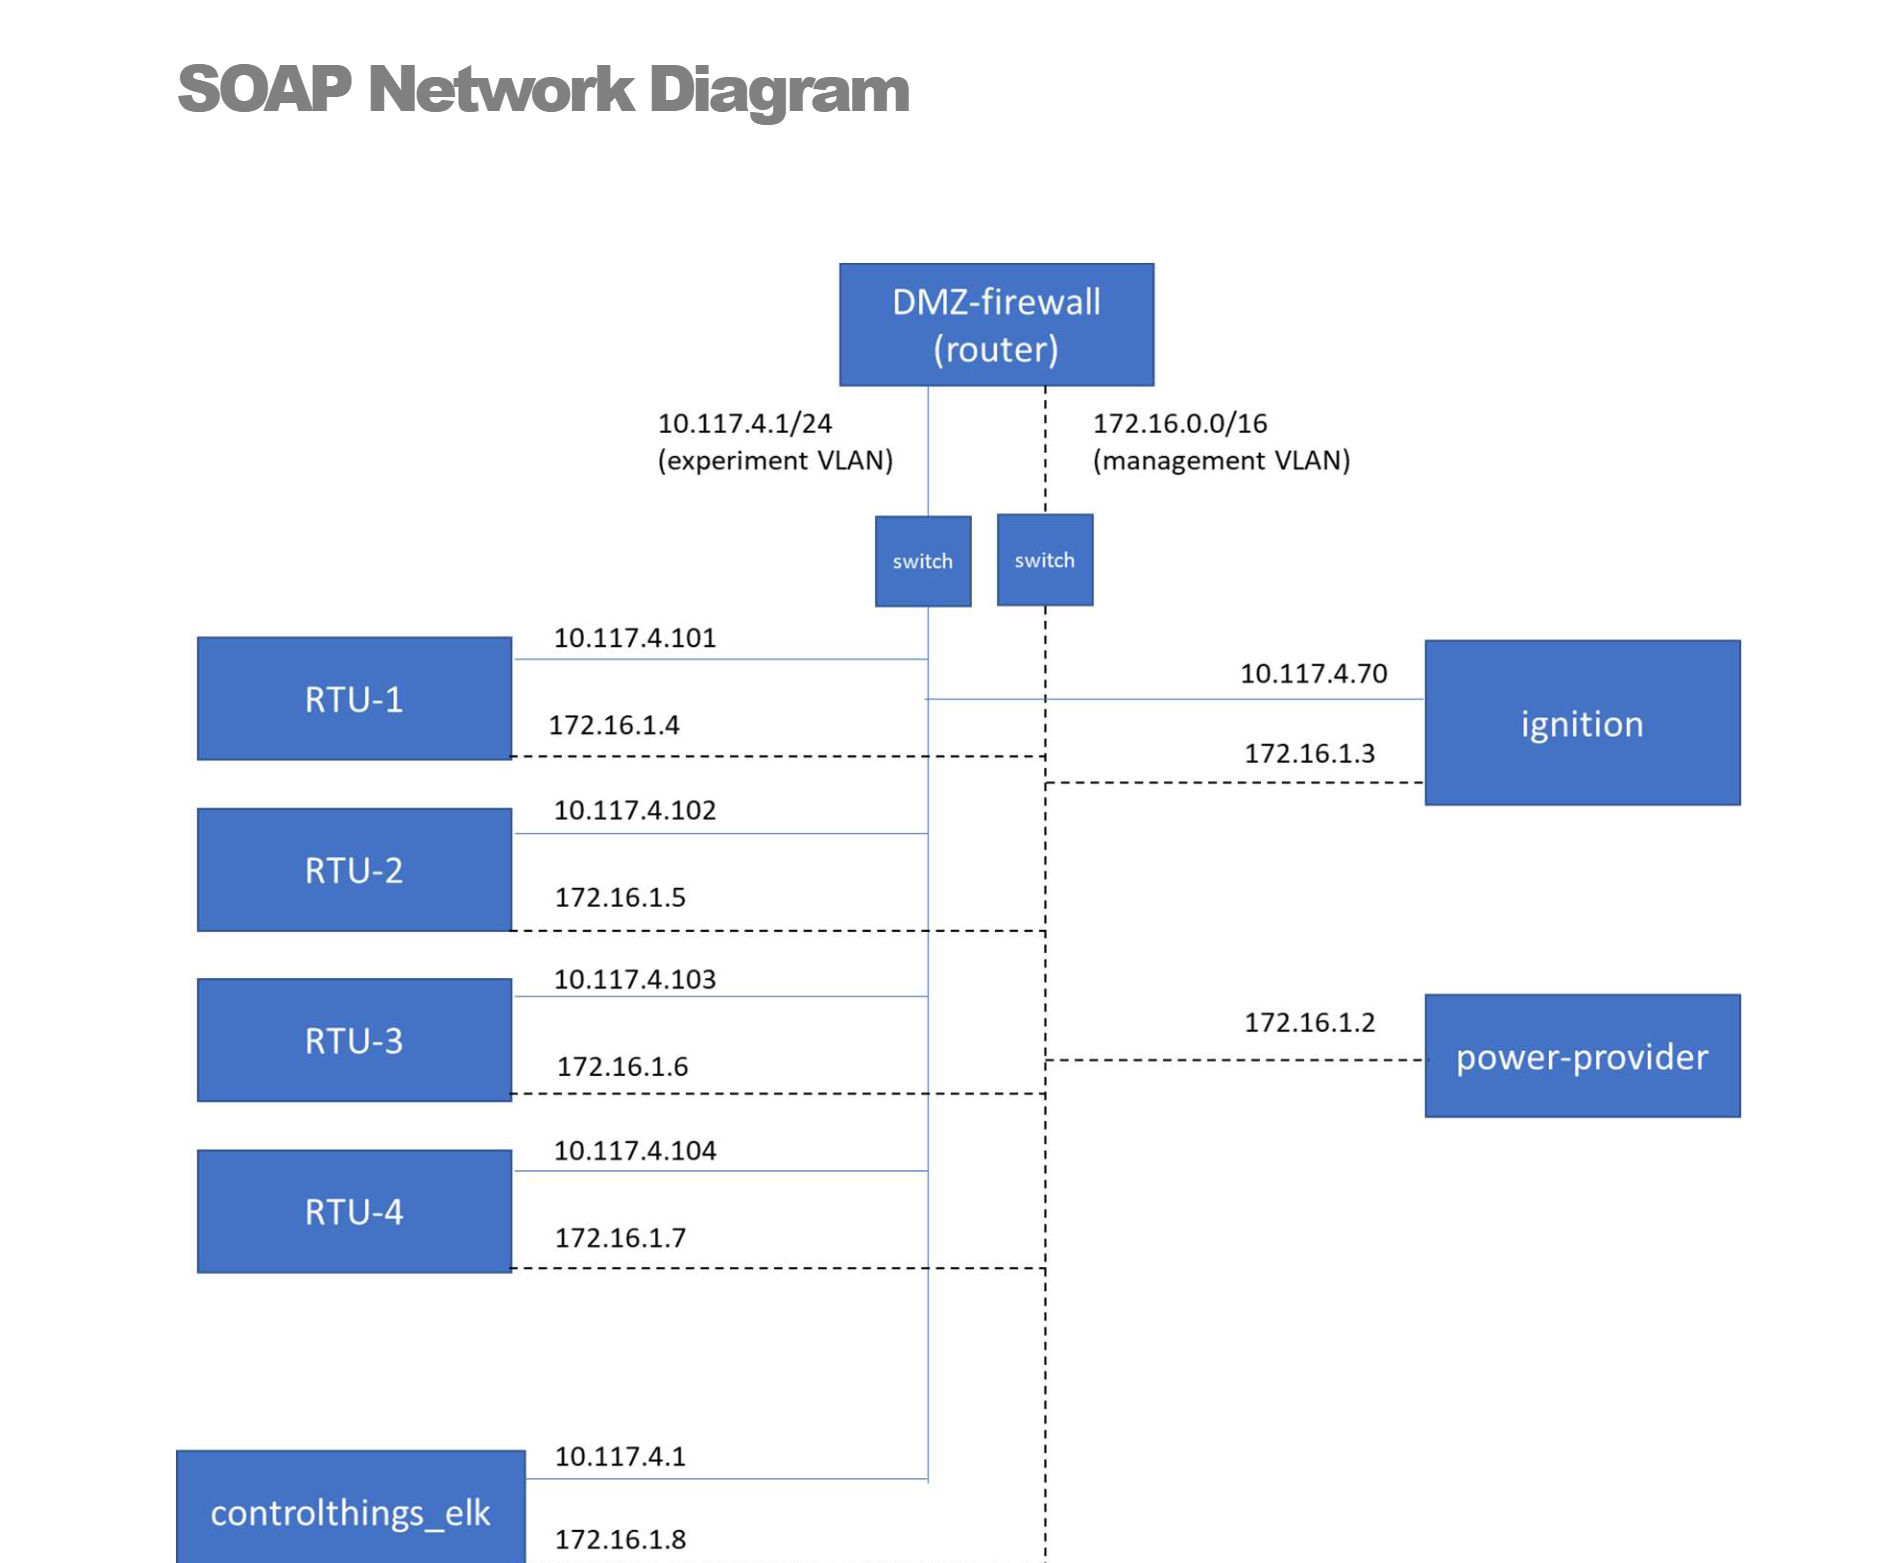 SOAP Network Diagram
DMZ-firewall
(router)
10.117.4.1/24
(experiment VLAN)
172.16.0.0/16
(management VLAN)
switch
switch
10.117.4.101
RTU-1
172.16.1.4
10.117.4.70
ignition
172.16.1.3
10.117.4.102
RTU-2
172.16.1.5
10.117.4.103
RTU-3
172.16.1.6
172.16.1.2
power-provider
10.117.4.104
RTU-4
172.16.1.7
10.117.4.1
controlthings_elk
172.16.1.8